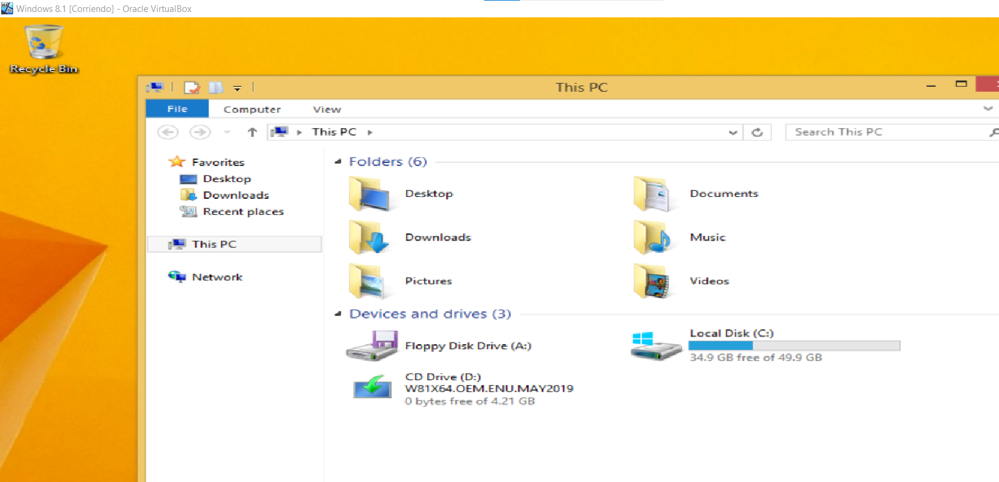 Windows 8.1 [Corriendo] - Oracle VirtualBox
Recycle Bin
This PC
File
Computer
View
This PC
Search This PC
Favorites
Desktop
Downloads
Recent places
This PC
Network
Folders (6)
Desktop
Documents
Downloads
Music
Pictures
Videos
Devices and drives (3)
Floppy Disk Drive (A:)
Local Disk (C:)
34.9 GB free of 49.9 GB
CD Drive (D:)
W81X64.OEM.ENU.MAY2019
0 bytes free of 4.21 GB